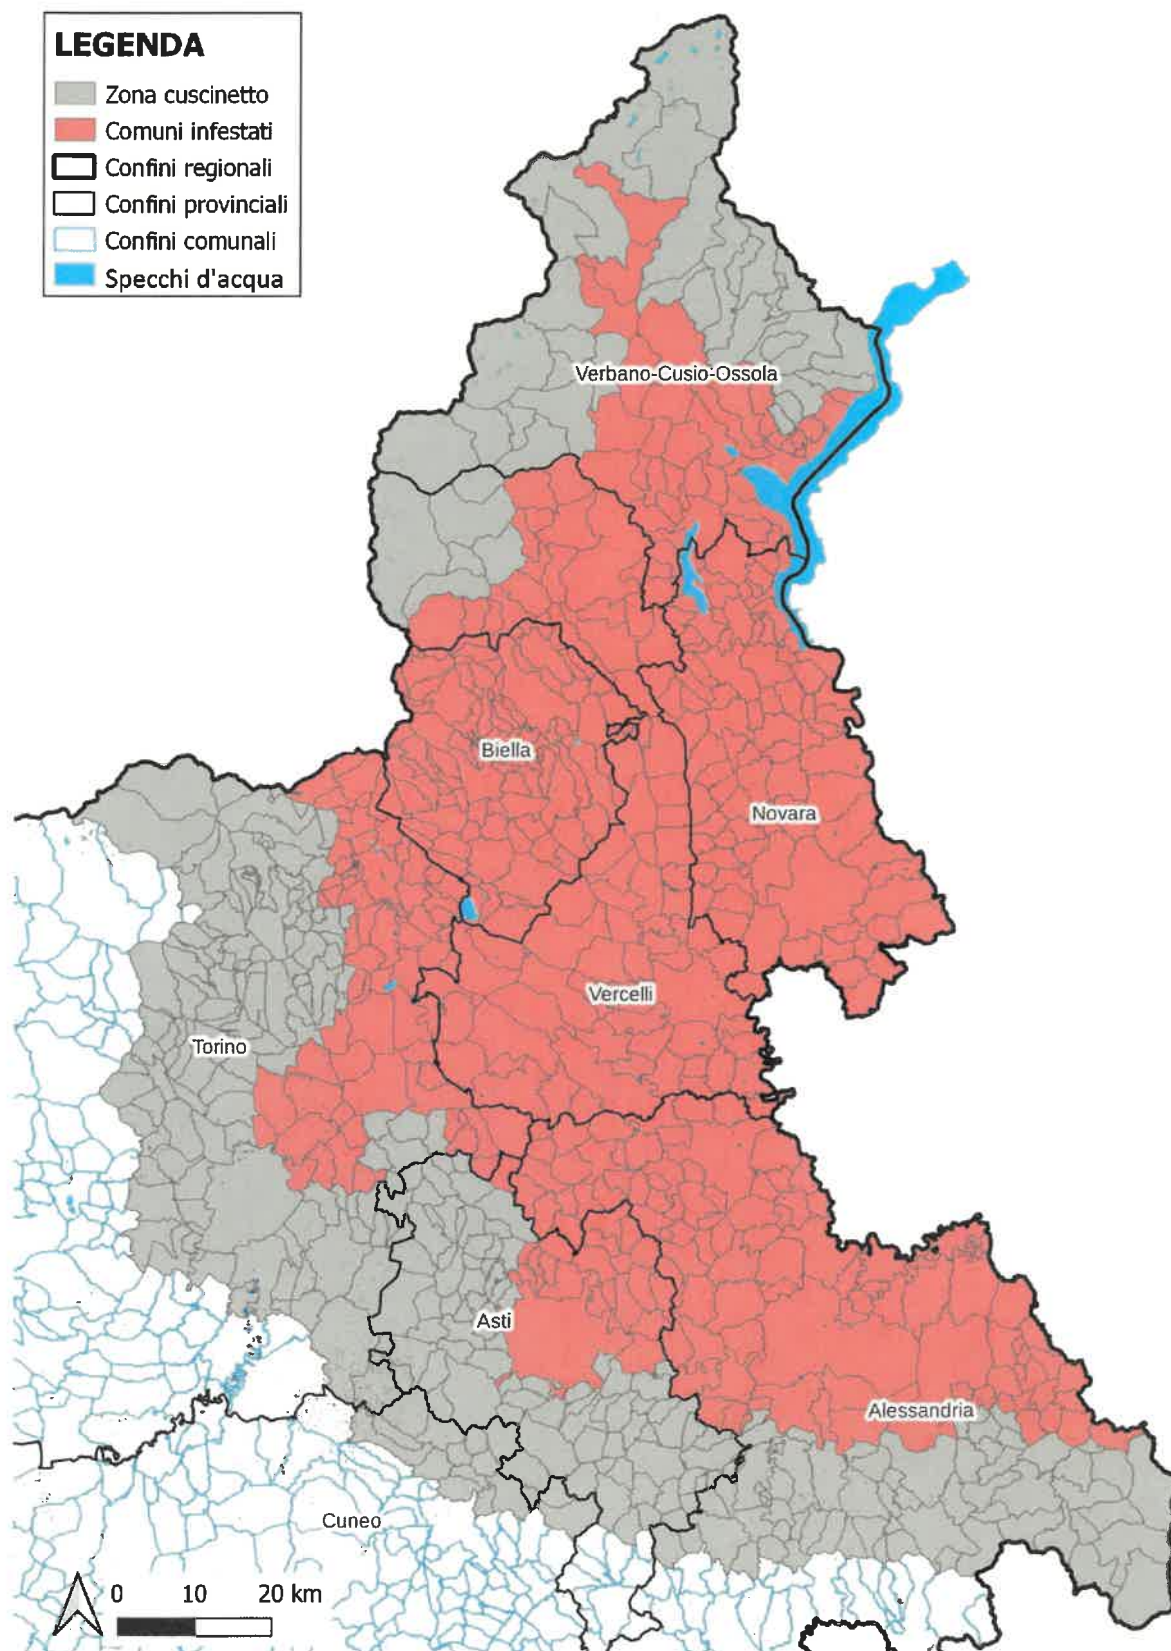 LEGENDA
Zona cuscinetto
Comuni infestati
Confini regionali
Confini provinciali
Confini comunali
Specchi d'acqua
Verbano-Cusio-Ossola
Biella
Novara
Vercelli
Torino
Asti
Alessandria
Cuneo
0 10 20 km